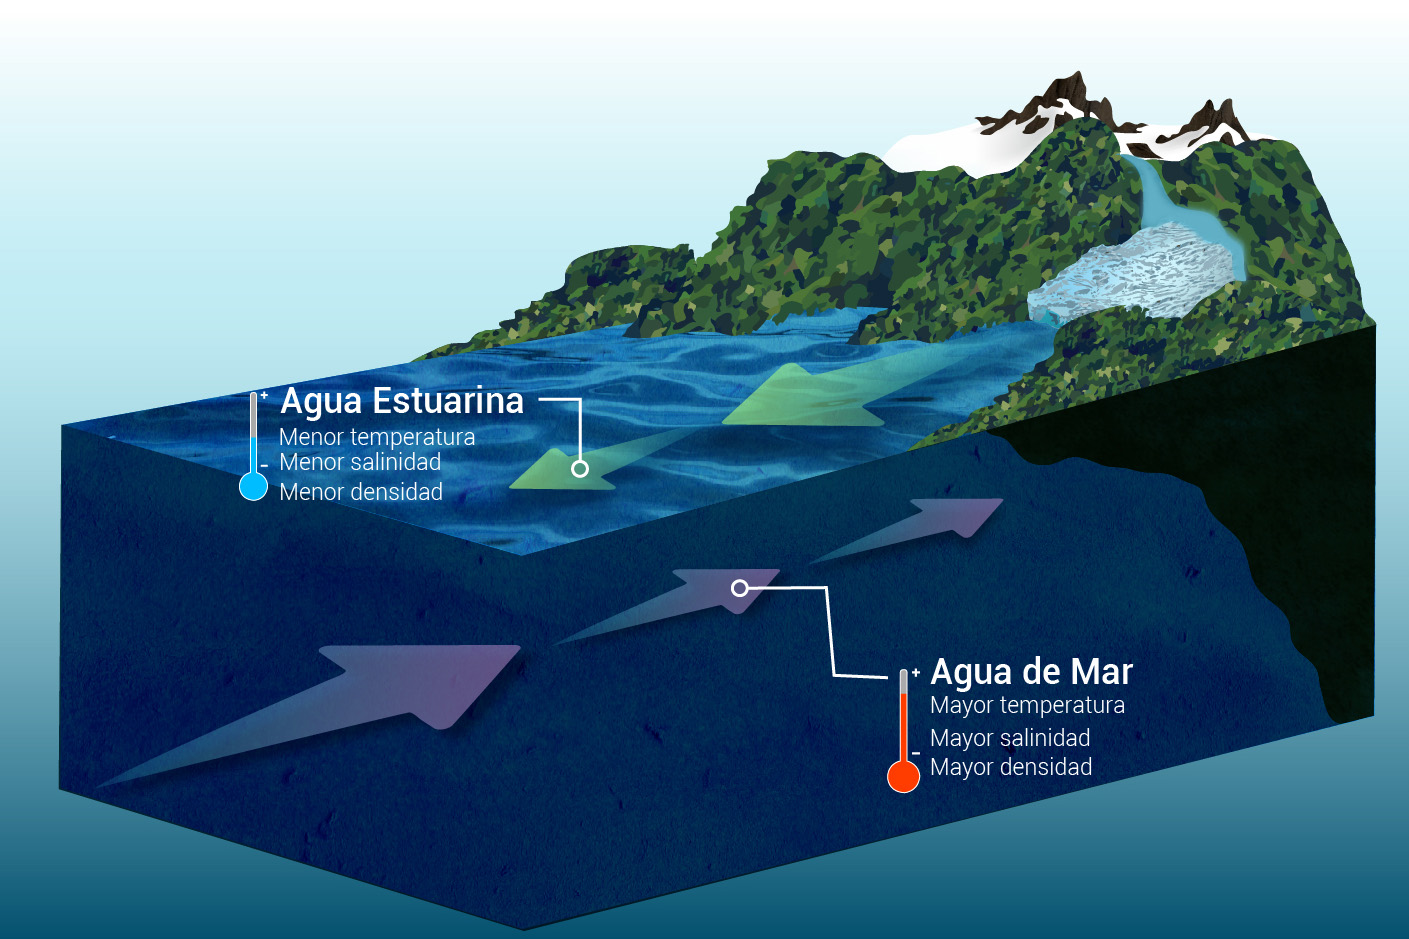 +
Agua Estuarina
Menor temperatura
Menor salinidad
-
Menor densidad
+
Agua de Mar
Mayor temperatura
Mayor salinidad
-
Mayor densidad